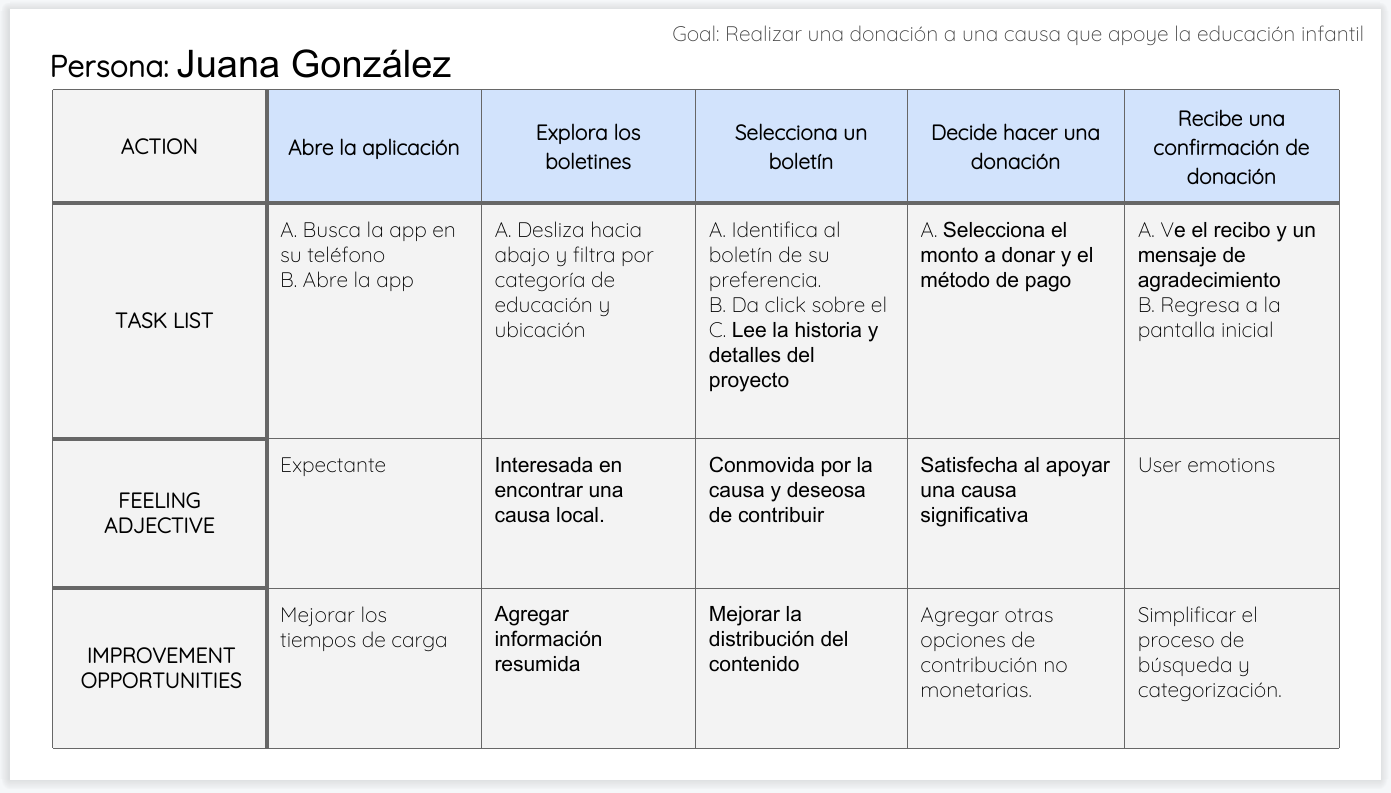 Goal: Realizar una donación a una causa que apoye la educación infantil
Persona: Juana González
ACTION
Abre la aplicación
Explora los
boletines
Selecciona un
boletín
Decide hacer una
donación
Recibe una
confirmación de
donación
TASK LIST
A. Busca la app en
su teléfono
B. Abre la app
A. Desliza hacia
abajo y filtra por
categoría de
educación y
ubicación
A. Identifica al
boletín de su
preferencia.
B. Da click sobre el
C. Lee la historia y
detalles del
proyecto
A. Selecciona el
monto a donar y el
método de pago
A. Ve el recibo y un
mensaje de
agradecimiento
B. Regresa a la
pantalla inicial
FEELING
ADJECTIVE
Expectante
Interesada en
encontrar una
causa local.
Conmovida por la
causa y deseosa
de contribuir
Satisfecha al apoyar
una causa
significativa
User emotions
IMPROVEMENT
OPPORTUNITIES
Mejorar los
tiempos de carga
Agregar
información
resumida
Mejorar la
distribución del
contenido
Agregar otras
opciones de
contribución no
monetarias.
Simplificar el
proceso de
búsqueda y
categorización.